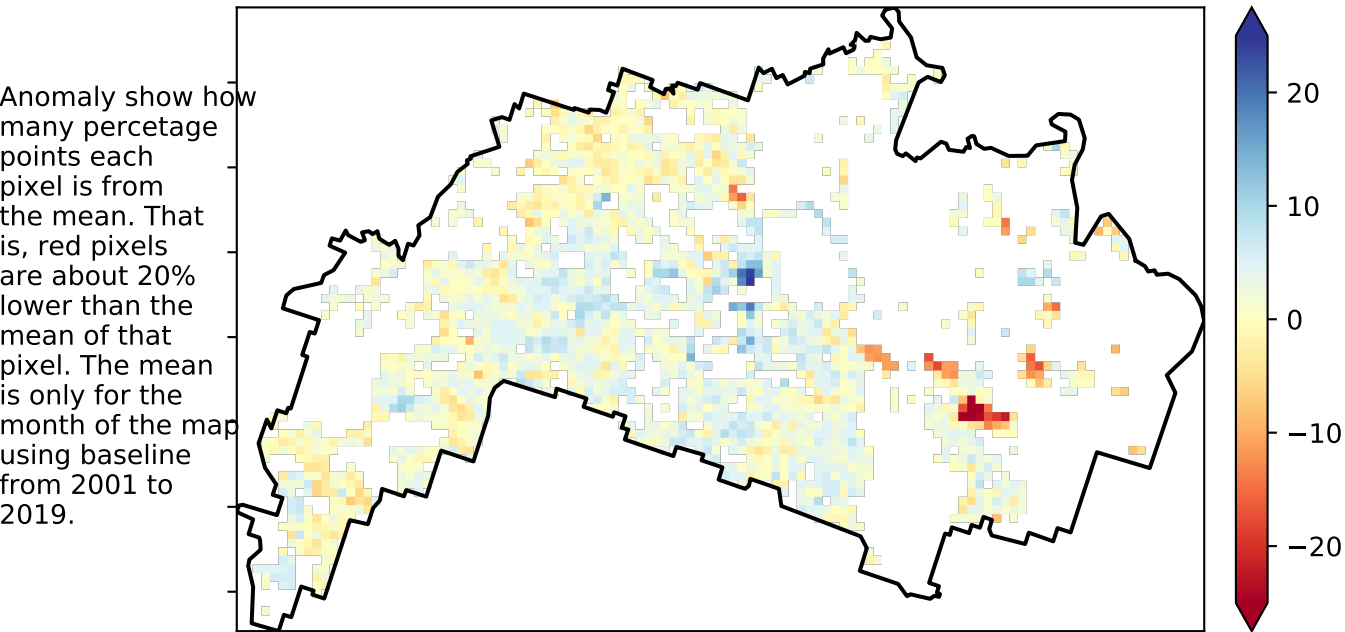 Anomaly show how
many percetage
points each
pixel is from
the mean. That
is, red pixels
are about 20%
lower than the
mean of that
pixel. The mean
is only for the
month of the map
using baseline
from 2001 to
2019.
20
10
0
−10
−20